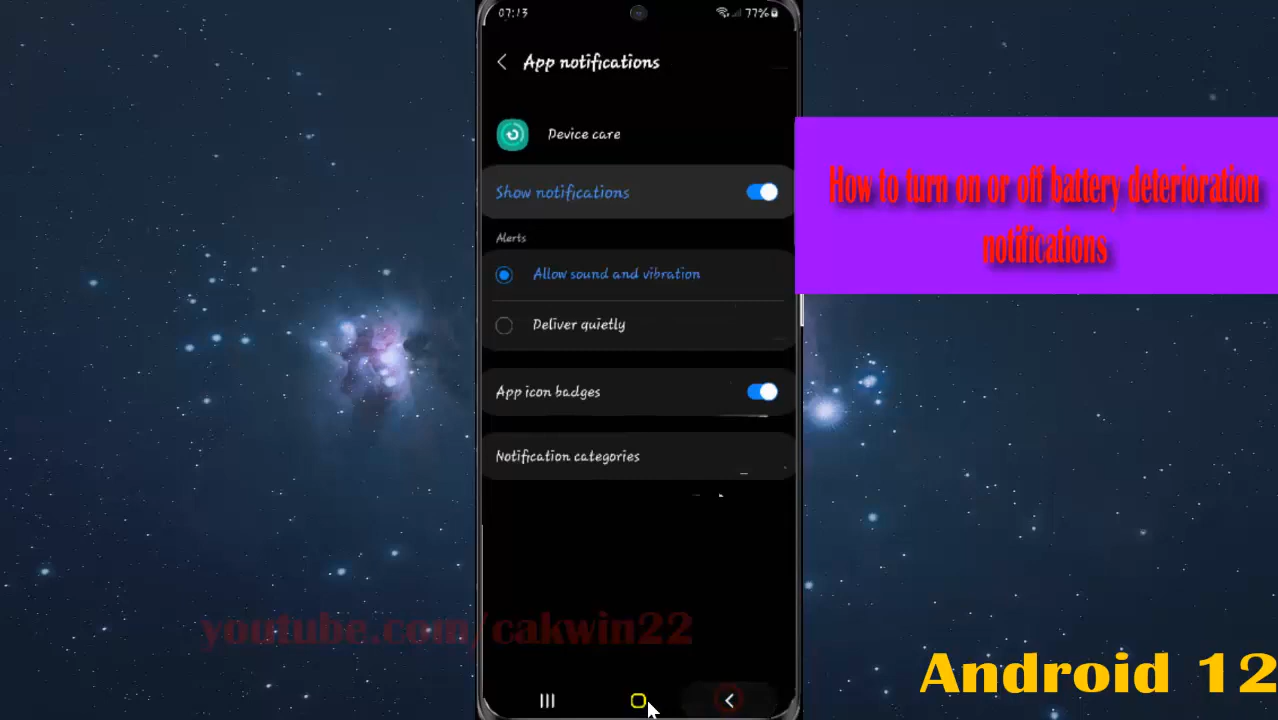 07:13
77%
App notifications
Device care
Show notifications
Alerts
Allow sound and vibration
Deliver quietly
App icon badges
Notification categories
How to turn on or off battery deterioration
notifications
youtube.com/cakwin22
Android 12